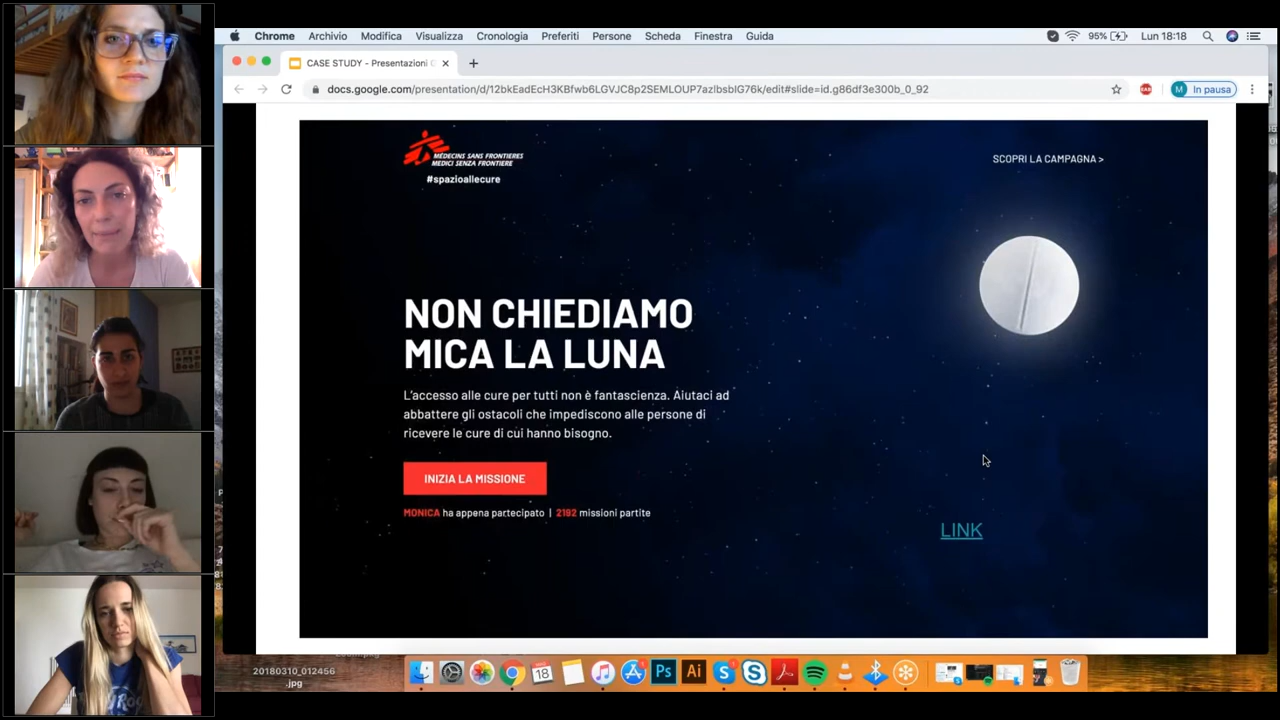 Chrome Archivio Modifica Visualizza Cronologia Preferiti Persone Scheda Finestra Guida 95% Lun 18:18
docs.google.com/presentation/d/12bkEadEcH3KBfwb6LGVJC8p2SEMLOUP7azlbsblG76k/edit#slide=id.g86df3e300b_0_92
CASE STUDY - Presentazioni
M In pausa
MEDECINS SANS FRONTIERES
MEDICI SENZA FRONTIERE
#spazioallecure
SCOPRI LA CAMPAGNA >
NON CHIEDIAMO
MICA LA LUNA
L'accesso alle cure per tutti non è fantascienza. Aiutaci ad
abbattere gli ostacoli che impediscono alle persone di
ricevere le cure di cui hanno bisogno.
INIZIA LA MISSIONE
MONICA ha appena partecipato | 2192 missioni partite
LINK
20180310_012456
.jpg
18
Ps
Ai